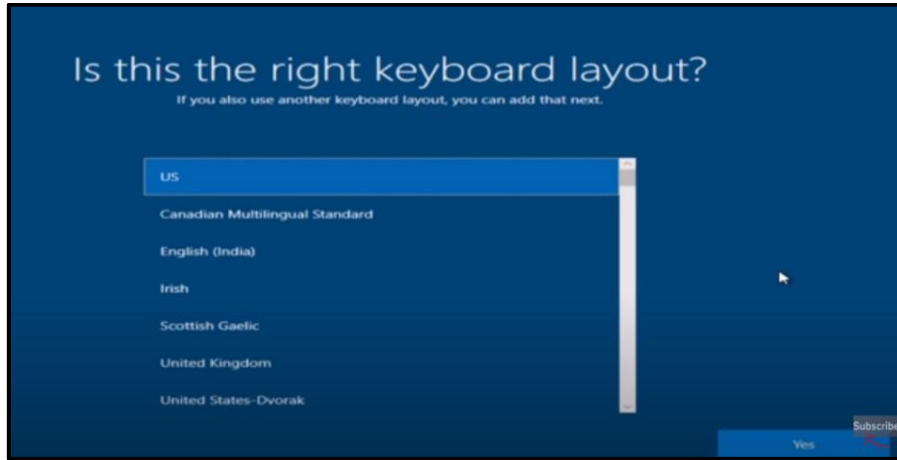 Is this the right keyboard layout?
If you also use another keyboard layout, you can add that next.
US
Canadian Multilingual Standard
English (India)
Irish
Scottish Gaelic
United Kingdom
United States-Dvorak
Subscribe
Yes